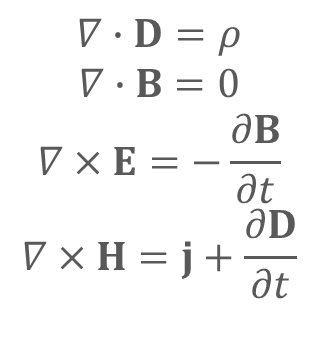 ∇ · 𝐃 = ρ
∇ · 𝐁 = 0
∇ × 𝐄 = − ∂𝐁/∂t
∇ × 𝐇 = 𝐣 + ∂𝐃/∂t